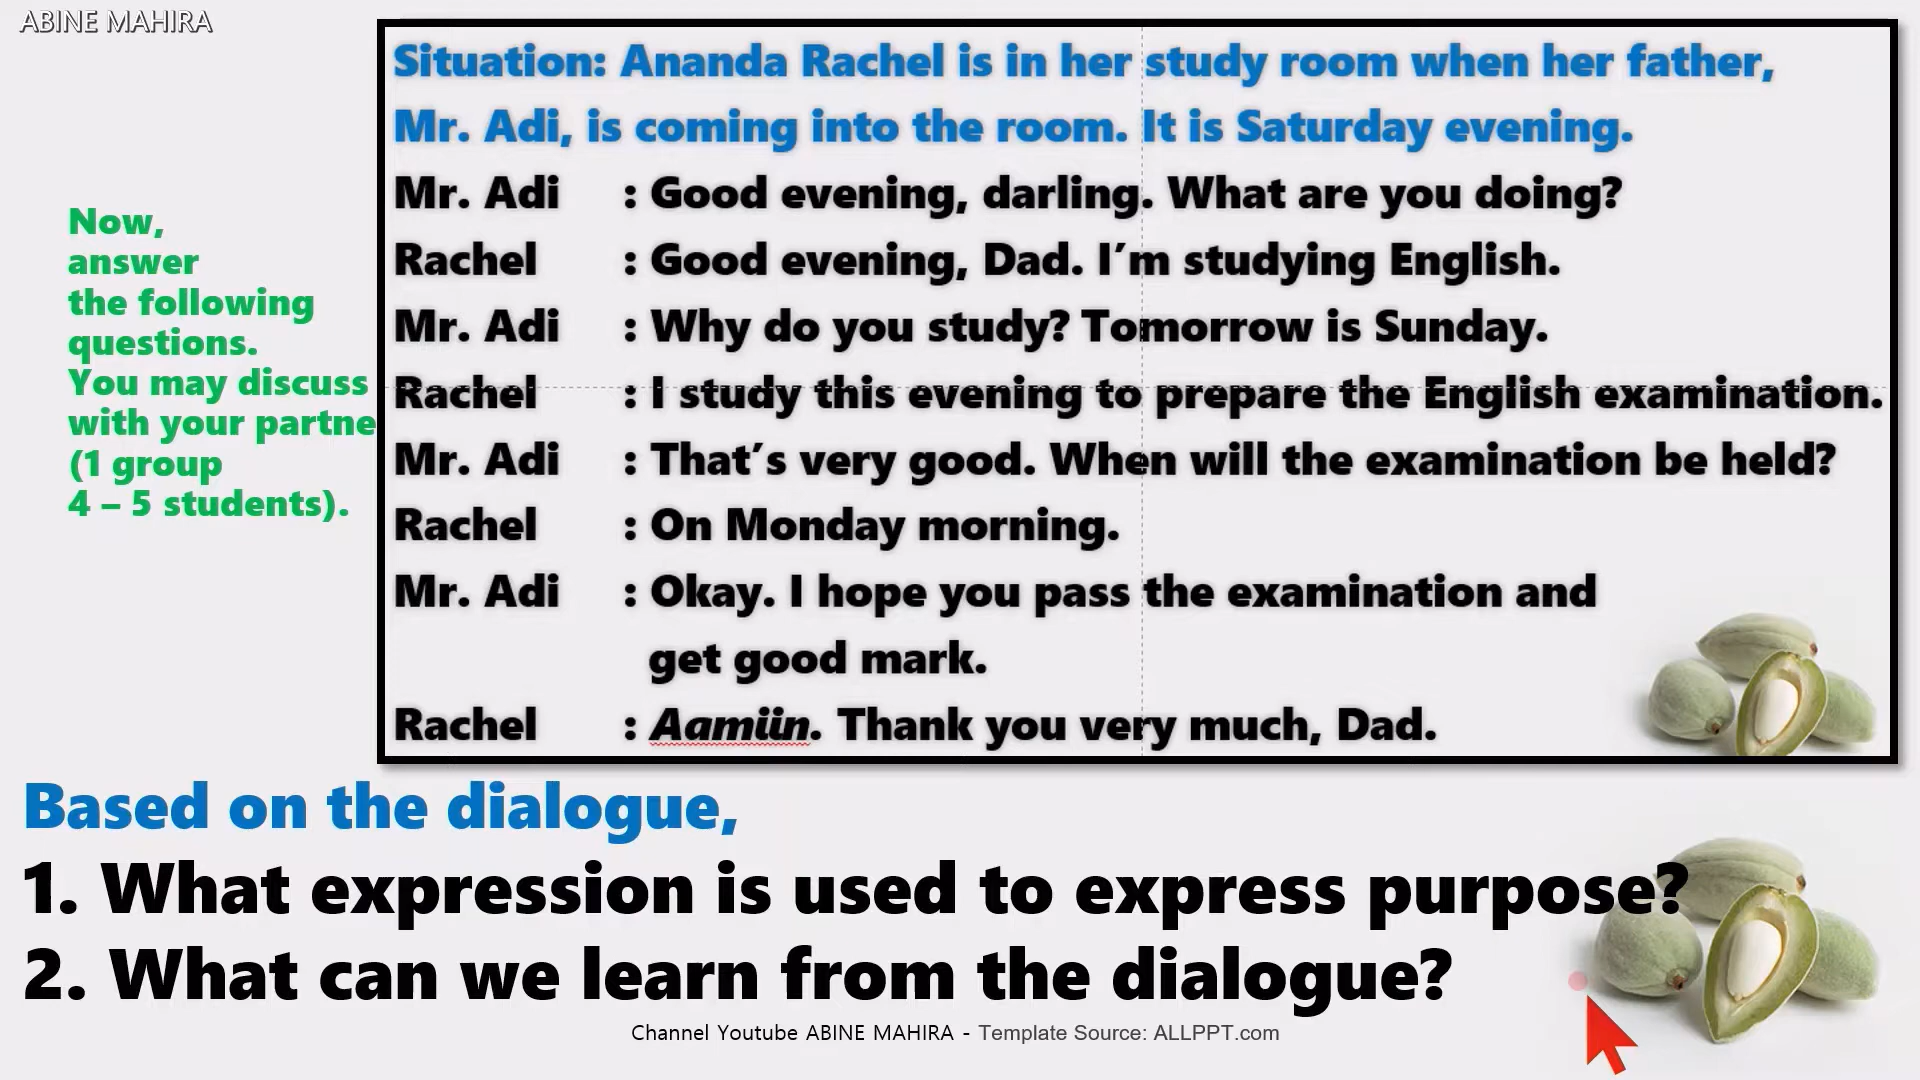 ABINE MAHIRA
Situation: Ananda Rachel is in her study room when her father,
Mr. Adi, is coming into the room. It is Saturday evening.
Mr. Adi : Good evening, darling. What are you doing?
Rachel : Good evening, Dad. I´m studying English.
Mr. Adi : Why do you study? Tomorrow is Sunday.
Rachel : I study this evening to prepare the English examination.
Mr. Adi : That´s very good. When will the examination be held?
Rachel : On Monday morning.
Mr. Adi : Okay. I hope you pass the examination and
get good mark.
Rachel : Aamiin. Thank you very much, Dad.
Now,
answer
the following
questions.
You may discuss
with your partne
(1 group
4 – 5 students).
Based on the dialogue,
1. What expression is used to express purpose?
2. What can we learn from the dialogue?
Channel Youtube ABINE MAHIRA - Template Source: ALLPPT.com